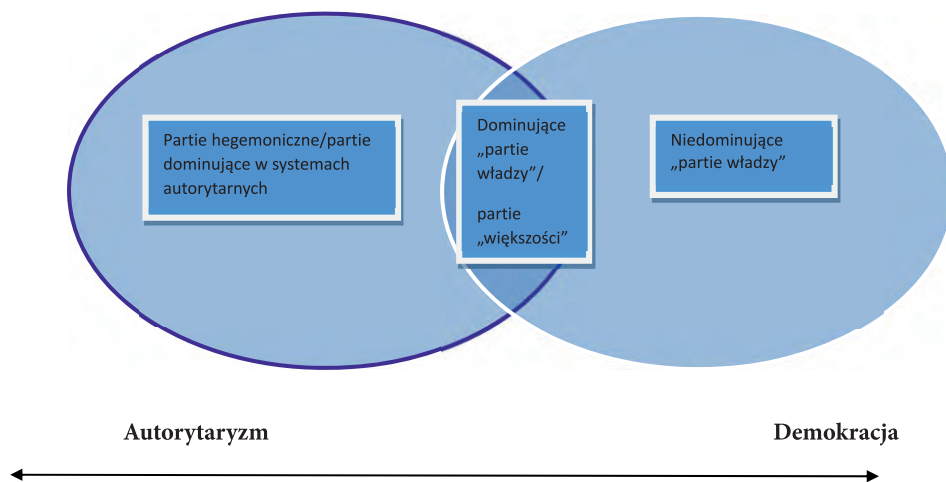 Partie hegemoniczne/partie
dominujące w systemach
autorytarnych
Dominujące
„partie
władzy”/
partie
„większości”
Niedominujące
„partie władzy”
Autorytaryzm
Demokracja